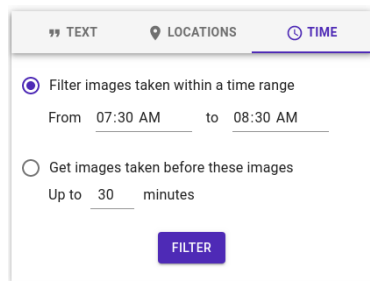 TEXT LOCATIONS TIME
Filter images taken within a time range
From 07:30 AM to 08:30 AM
Get images taken before these images
Up to 30 minutes
FILTER